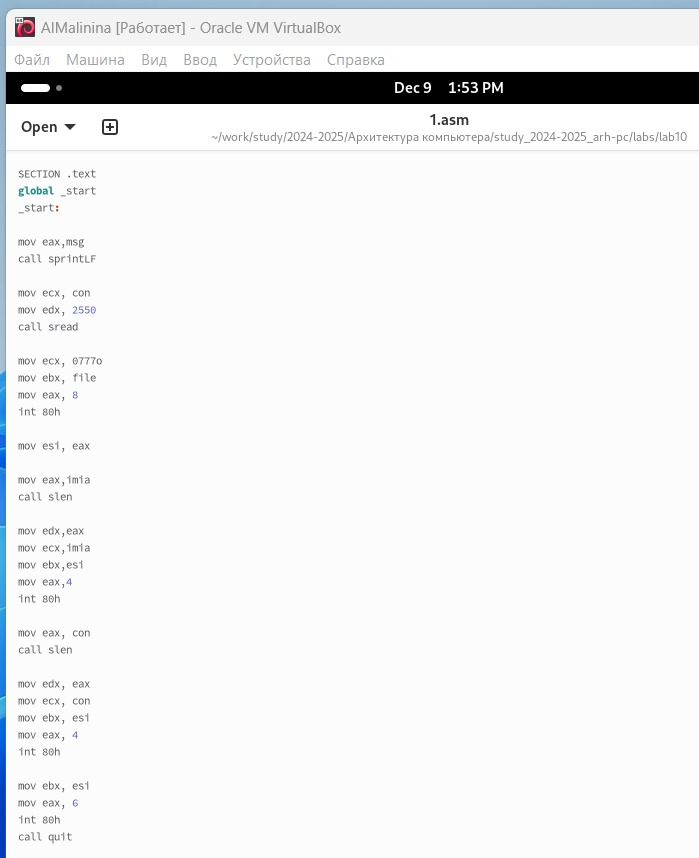 AlMalinina [Работает] - Oracle VM VirtualBox
Файл Машина Вид Ввод Устройства Справка
Dec 9 1:53 PM
Open 1.asm
~/work/study/2024-2025/Архитектура компьютера/study_2024-2025_arh-pc/labs/lab10
SECTION .text
global _start
_start:
mov eax,msg
call sprintLF
mov ecx, con
mov edx, 2550
call sread
mov ecx, 0777o
mov ebx, file
mov eax, 8
int 80h
mov esi, eax
mov eax,imia
call slen
mov edx,eax
mov ecx,imia
mov ebx,esi
mov eax,4
int 80h
mov eax, con
call slen
mov edx, eax
mov ecx, con
mov ebx, esi
mov eax, 4
int 80h
mov ebx, esi
mov eax, 6
int 80h
call quit